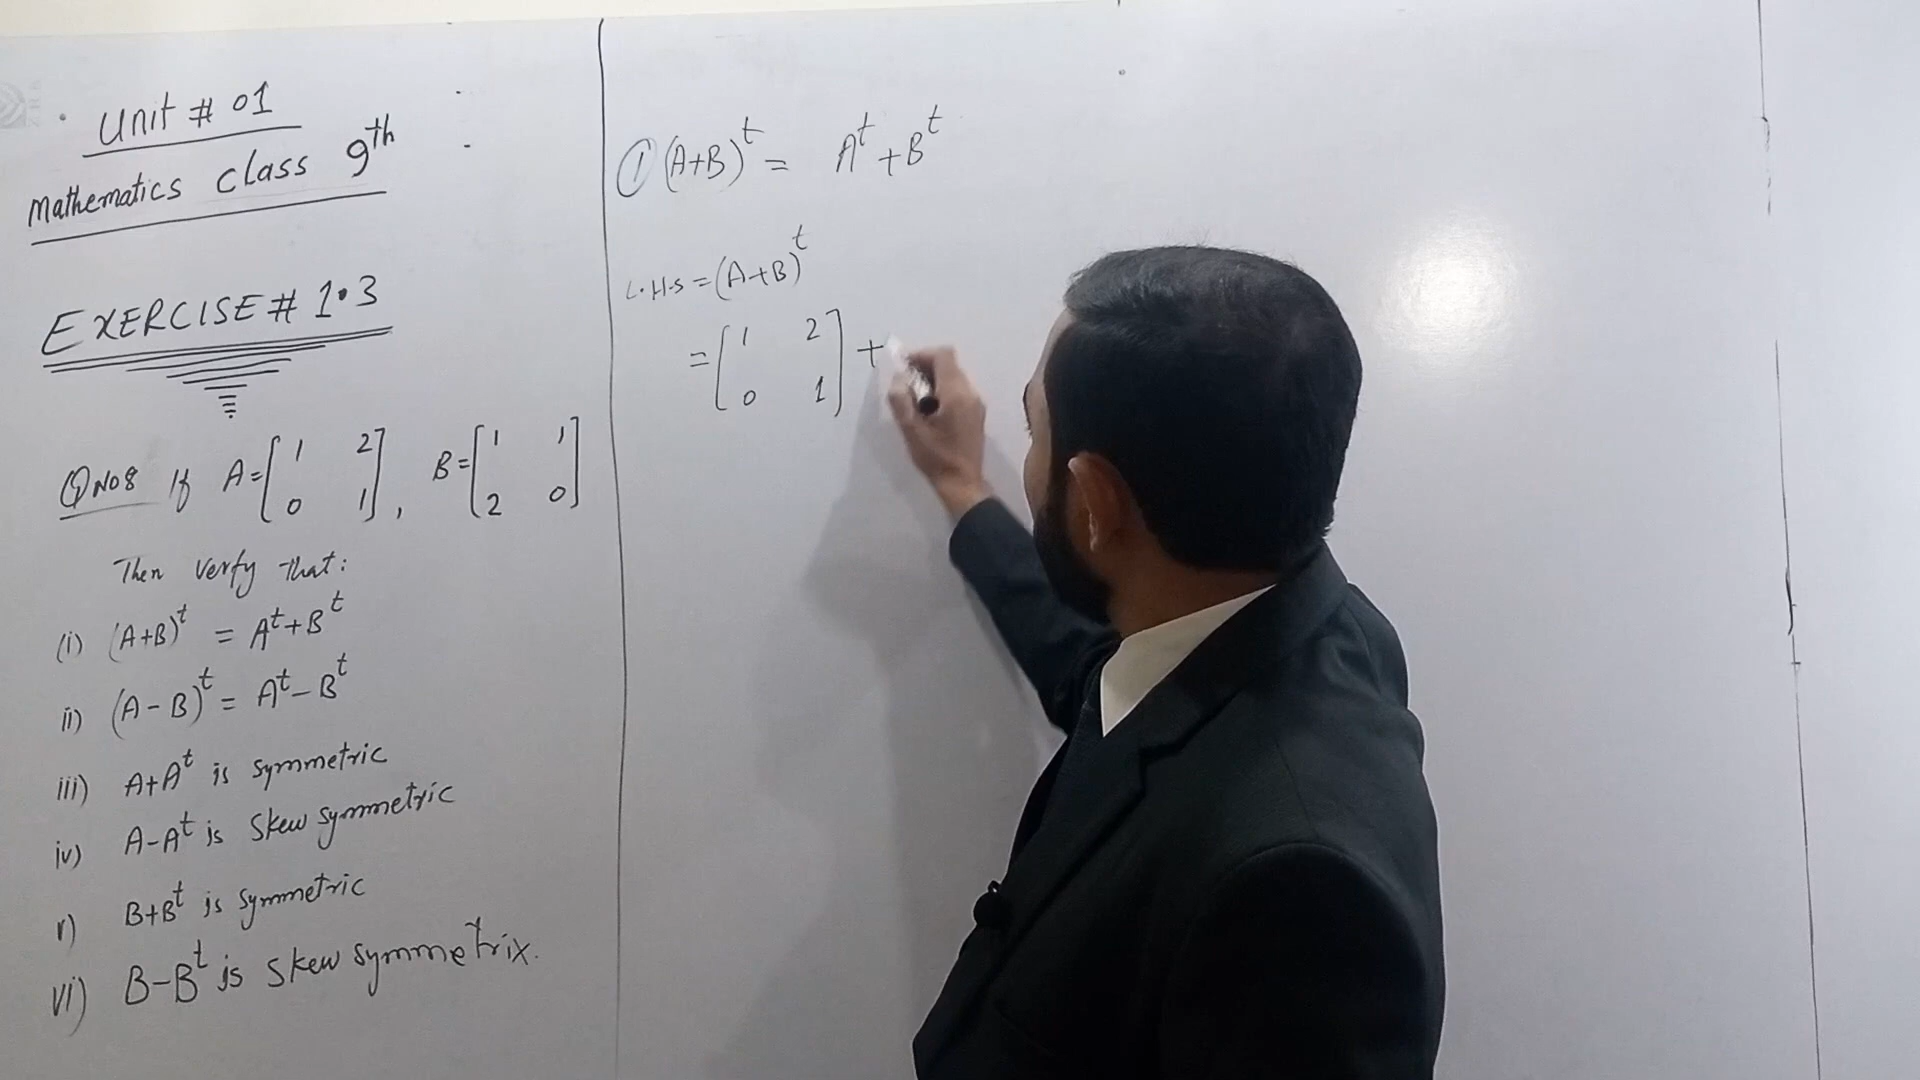 Unit # 01
Mathematics class 9th
EXERCISE # 1.3
Q NO 8 If A = [1 2
0 1], B = [1 1
2 0]
Then verfy that:
(i) (A+B)^t = A^t + B^t
ii) (A - B)^t = A^t - B^t
iii) A+A^t is symmetric
iv) A-A^t is skew symmetric
v) B+B^t is symmetric
vi) B-B^t is skew symmetrix.
① (A+B)^t = A^t + B^t
L.H.S = (A+B)^t
= [1 2
0 1] +